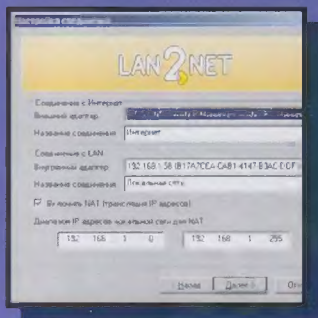 Настройка соединения
LAN2NET
Соединение с Интернет
Внешний адаптер
Название соединения Интернет
Соединение с LAN
Внутренний адаптер 192.168.1.58
Название соединения Локальная сеть
Включить NAT (трансляция IP адресов)
Диапазон IP адресов локальной сети для NAT
192 168 1 0 192 168 1 255
Назад Далее